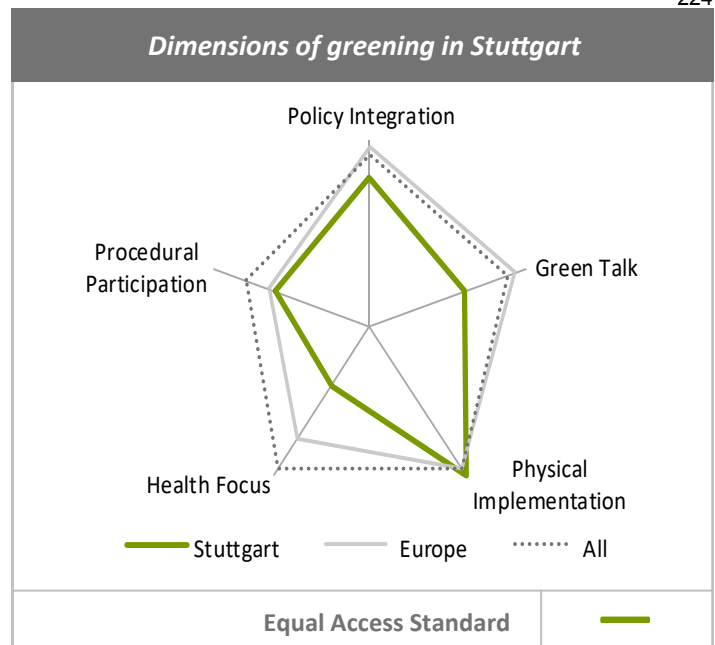 224
Dimensions of greening in Stuttgart
Policy Integration
Procedural
Participation
Green Talk
Health Focus
Physical
Implementation
Stuttgart
Europe
All
Equal Access Standard